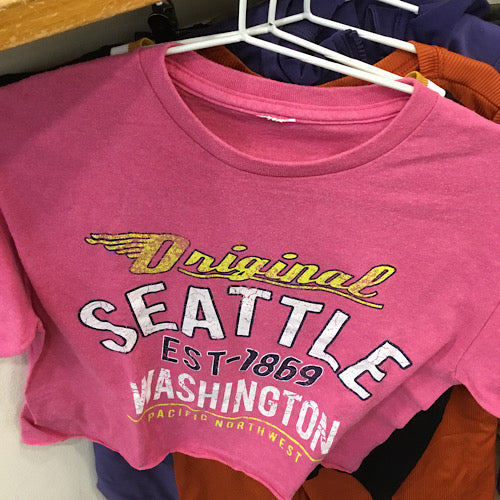 Original
SEATTLE
EST-1869
WASHINGTON
PACIFIC NORTHWEST